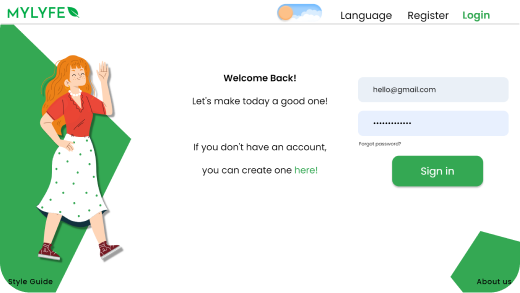 MYLYFE
Language Register Login
Welcome Back!
Let's make today a good one!
If you don't have an account,
you can create one here!
hello@gmail.com
•••••••••••••
Forgot password?
Sign in
Style Guide
About us